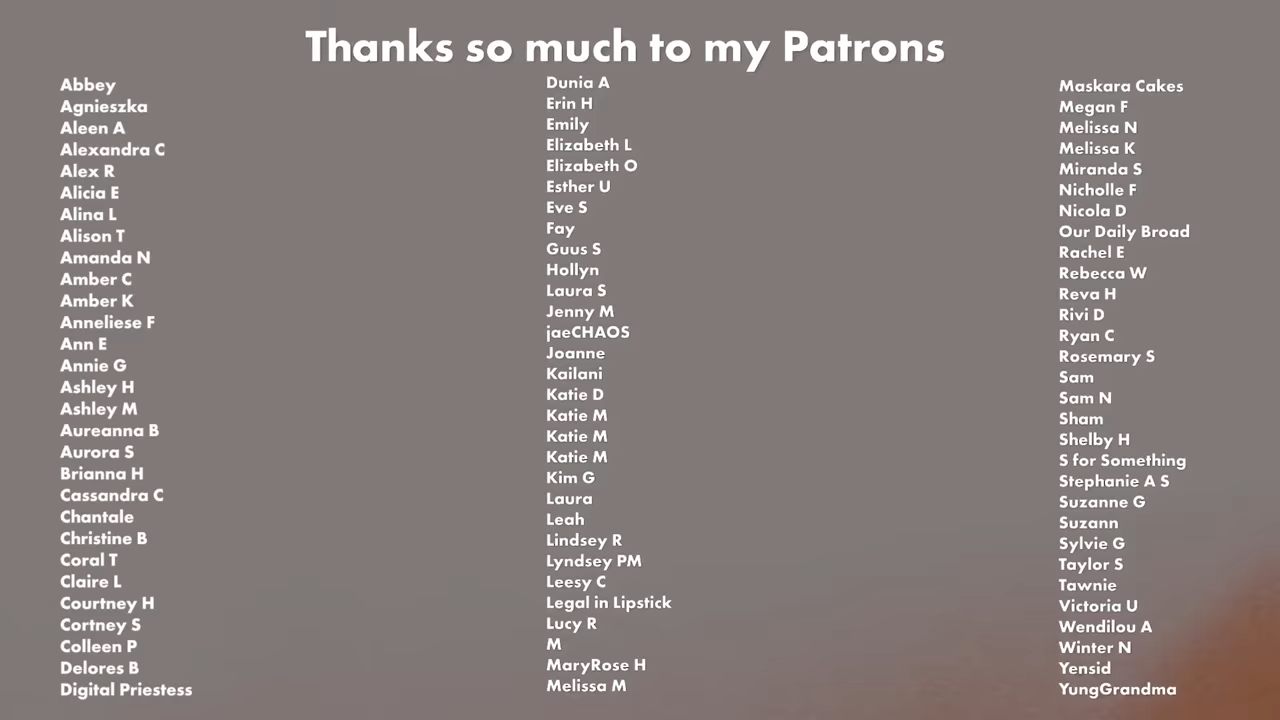 Thanks so much to my Patrons
Abbey
Agnieszka
Aleen A
Alexandra C
Alex R
Alicia E
Alina L
Alison T
Amanda N
Amber C
Amber K
Anneliese F
Ann E
Annie G
Ashley H
Ashley M
Aureanna B
Aurora S
Brianna H
Cassandra C
Chantale
Christine B
Coral T
Claire L
Courtney H
Cortney S
Colleen P
Delores B
Digital Priestess
Dunia A
Erin H
Emily
Elizabeth L
Elizabeth O
Esther U
Eve S
Fay
Guus S
Hollyn
Laura S
Jenny M
jaeCHAOS
Joanne
Kailani
Katie D
Katie M
Katie M
Katie M
Kim G
Laura
Leah
Lindsey R
Lyndsey PM
Leesy C
Legal in Lipstick
Lucy R
M
MaryRose H
Melissa M
Maskara Cakes
Megan F
Melissa N
Melissa K
Miranda S
Nicholle F
Nicola D
Our Daily Broad
Rachel E
Rebecca W
Reva H
Rivi D
Ryan C
Rosemary S
Sam
Sam N
Sham
Shelby H
S for Something
Stephanie A S
Suzanne G
Suzann
Sylvie G
Taylor S
Tawnie
Victoria U
Wendilou A
Winter N
Yensid
YungGrandma